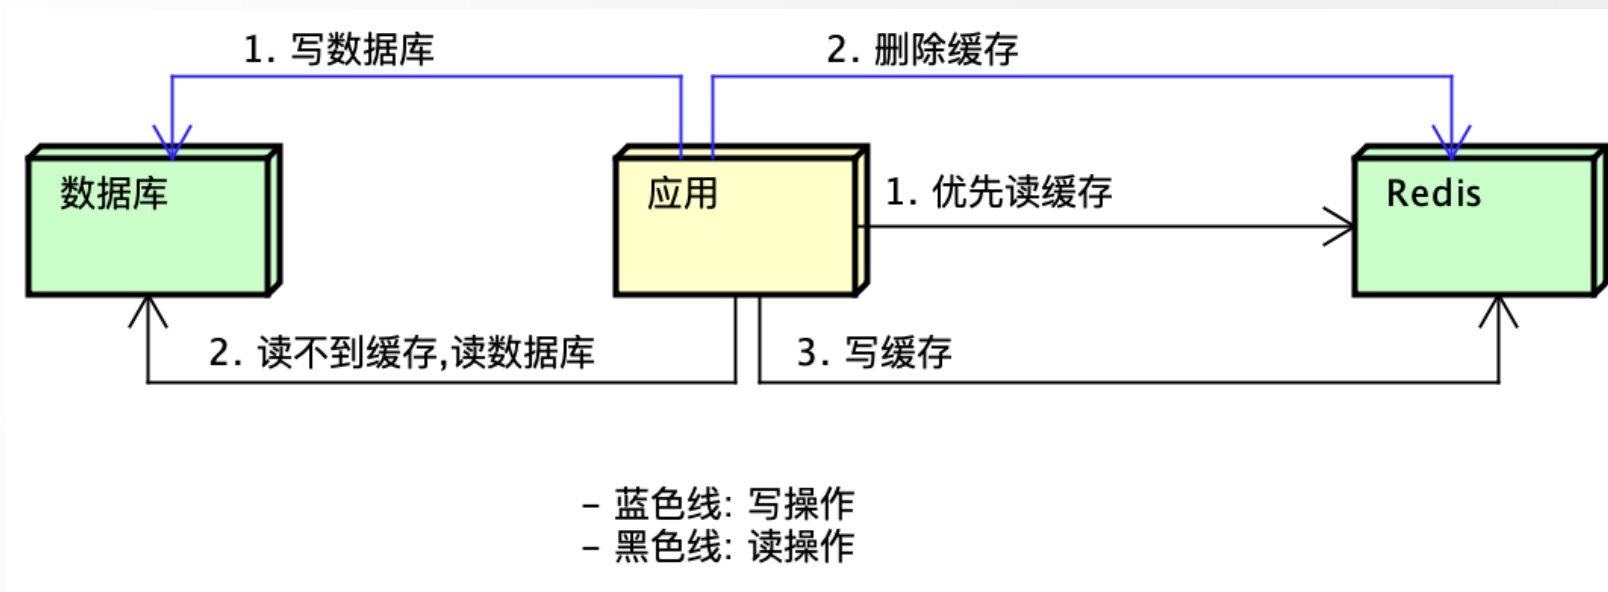 1. 写数据库
2. 删除缓存
数据库
应用
1. 优先读缓存
Redis
2. 读不到缓存,读数据库
3. 写缓存
- 蓝色线: 写操作
- 黑色线: 读操作